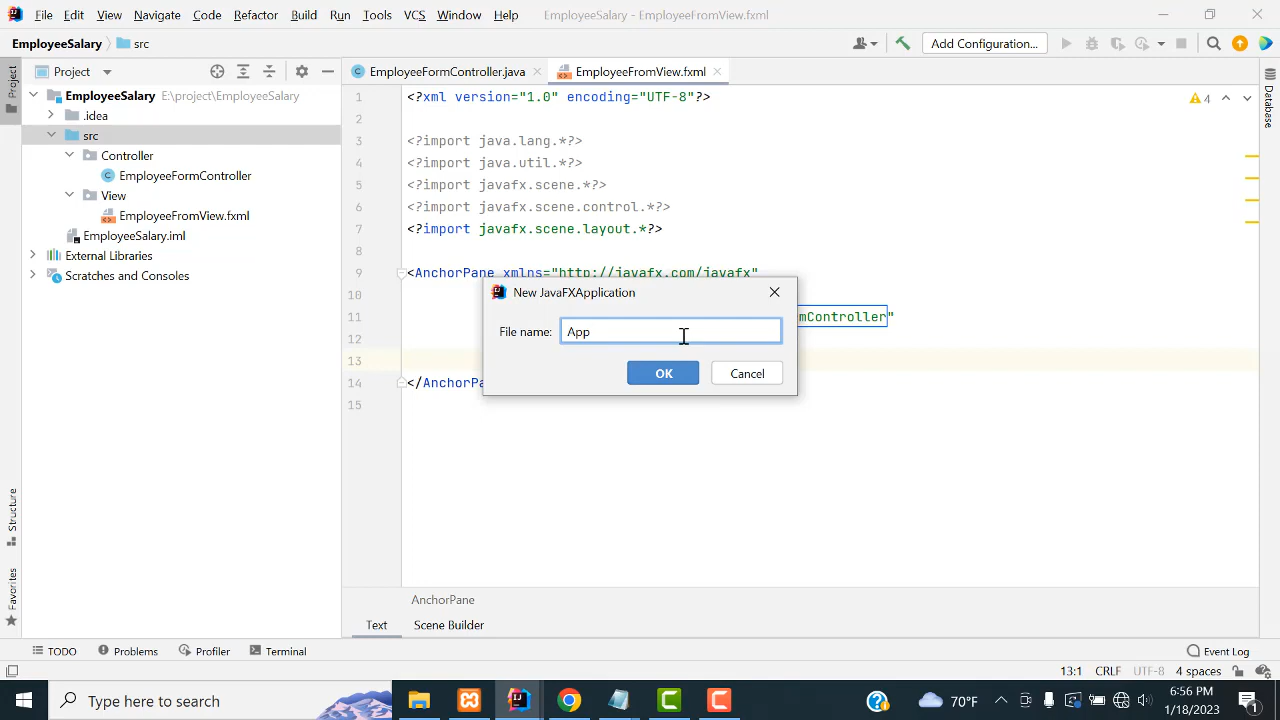 File Edit View Navigate Code Refactor Build Run Tools VCS Window Help EmployeeSalary - EmployeeFromView.fxml
EmployeeSalary src Add Configuration...
Project
Project
EmployeeFormController.java EmployeeFromView.fxml
Database
EmployeeSalary E:\project\EmployeeSalary
.idea
src
Controller
EmployeeFormController
View
EmployeeFromView.fxml
EmployeeSalary.iml
External Libraries
Scratches and Consoles
1 <?xml version="1.0" encoding="UTF-8"?>
4
2
3 <?import java.lang.*?>
4 <?import java.util.*?>
5 <?import javafx.scene.*?>
6 <?import javafx.scene.control.*?>
7 <?import javafx.scene.layout.*?>
8
9 <AnchorPane xmlns="http://javafx.com/javafx"
10
11 mController"
12
13
14 </AnchorPa
15
New JavaFXApplication
File name: App
OK Cancel
Structure
Favorites
AnchorPane
Text Scene Builder
TODO Problems Profiler Terminal Event Log
13:1 CRLF UTF-8 4 spaces
Type here to search
70°F
5:56 PM
1/18/2023
1